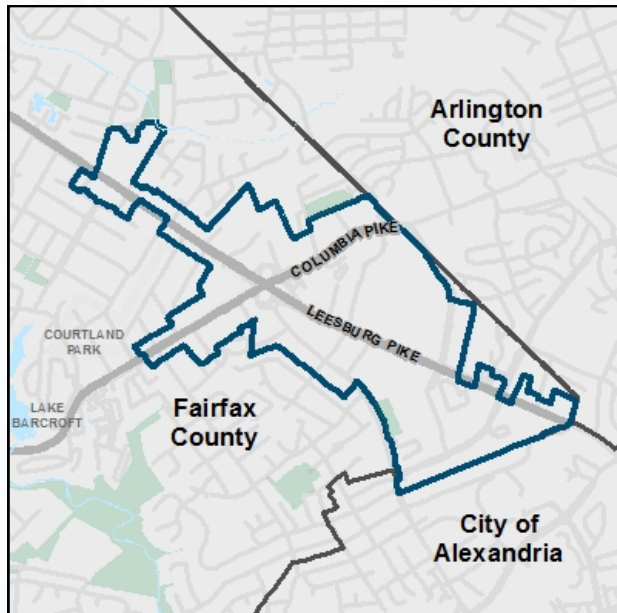 Arlington
County
COLUMBIA PIKE
LEESBURG PIKE
COURTLAND
PARK
LAKE
BARCROFT
Fairfax
County
City of
Alexandria